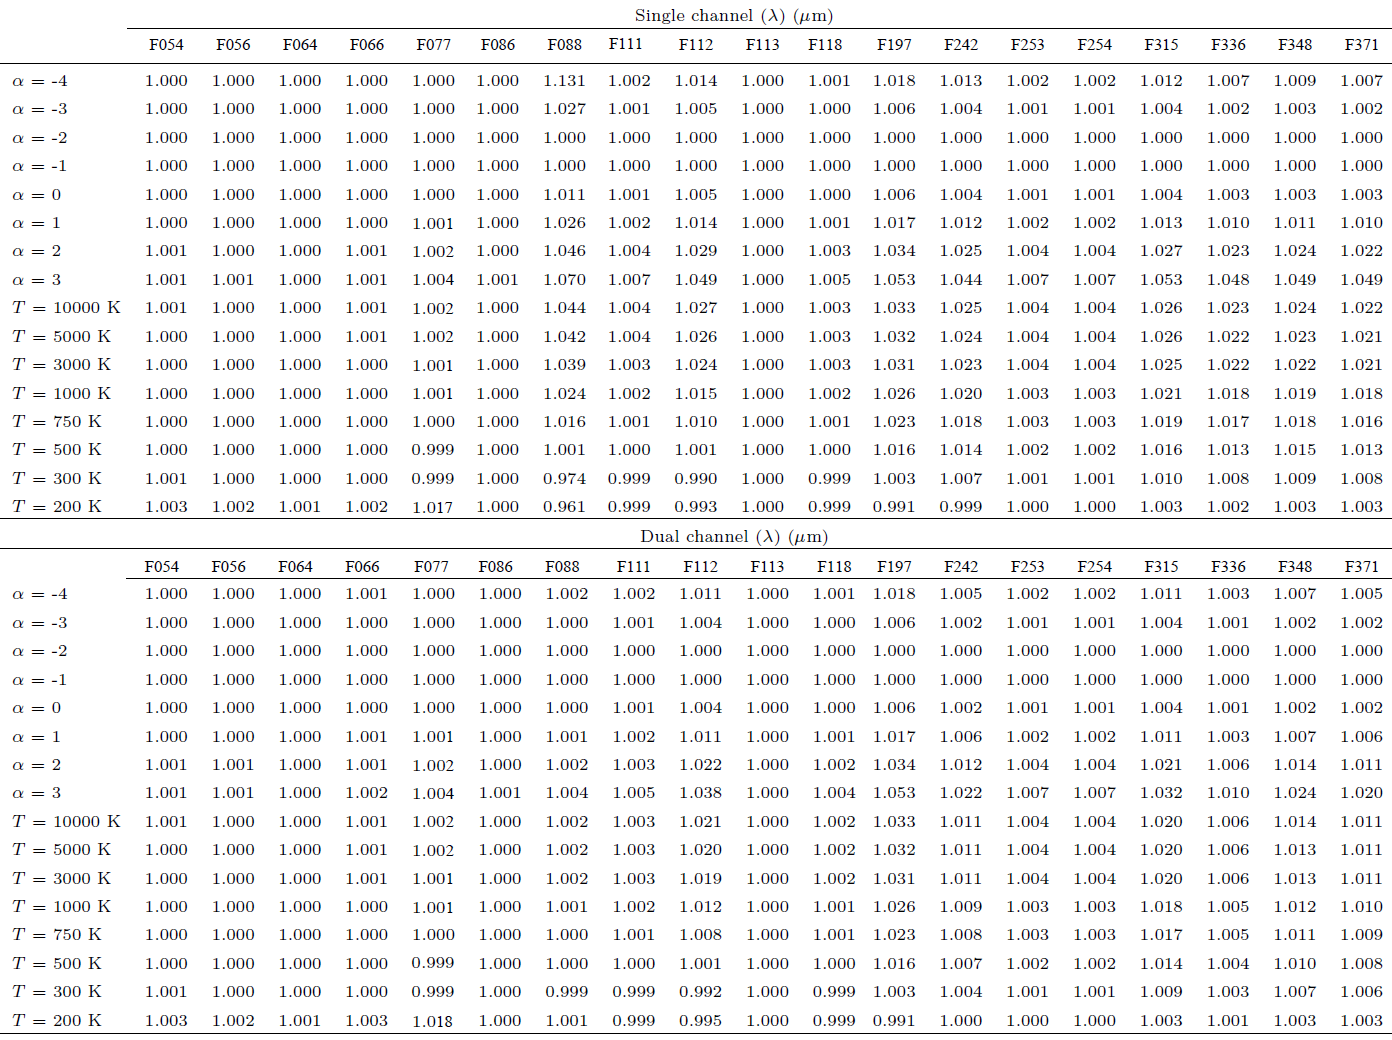 Single channel (λ) (μm)
F054 F056 F064 F066 F077 F086 F088 F111 F112 F113 F118 F197 F242 F253 F254 F315 F336 F348 F371
α = -4 1.000 1.000 1.000 1.000 1.000 1.000 1.131 1.002 1.014 1.000 1.001 1.018 1.013 1.002 1.002 1.012 1.007 1.009 1.007
α = -3 1.000 1.000 1.000 1.000 1.000 1.000 1.027 1.001 1.005 1.000 1.000 1.006 1.004 1.001 1.001 1.004 1.002 1.003 1.002
α = -2 1.000 1.000 1.000 1.000 1.000 1.000 1.000 1.000 1.000 1.000 1.000 1.000 1.000 1.000 1.000 1.000 1.000 1.000 1.000
α = -1 1.000 1.000 1.000 1.000 1.000 1.000 1.000 1.000 1.000 1.000 1.000 1.000 1.000 1.000 1.000 1.000 1.000 1.000 1.000
α = 0 1.000 1.000 1.000 1.000 1.000 1.000 1.011 1.001 1.005 1.000 1.000 1.006 1.004 1.001 1.001 1.004 1.003 1.003 1.003
α = 1 1.000 1.000 1.000 1.000 1.001 1.000 1.026 1.002 1.014 1.000 1.001 1.017 1.012 1.002 1.002 1.013 1.010 1.011 1.010
α = 2 1.001 1.000 1.000 1.001 1.002 1.000 1.046 1.004 1.029 1.000 1.003 1.034 1.025 1.004 1.004 1.027 1.023 1.024 1.022
α = 3 1.001 1.001 1.000 1.001 1.004 1.001 1.070 1.007 1.049 1.000 1.005 1.053 1.044 1.007 1.007 1.053 1.048 1.049 1.049
T = 10000 K 1.001 1.000 1.000 1.001 1.002 1.000 1.044 1.004 1.027 1.000 1.003 1.033 1.025 1.004 1.004 1.026 1.023 1.024 1.022
T = 5000 K 1.000 1.000 1.000 1.001 1.002 1.000 1.042 1.004 1.026 1.000 1.003 1.032 1.024 1.004 1.004 1.026 1.022 1.023 1.021
T = 3000 K 1.000 1.000 1.000 1.000 1.001 1.000 1.039 1.003 1.024 1.000 1.003 1.031 1.023 1.004 1.004 1.025 1.022 1.022 1.021
T = 1000 K 1.000 1.000 1.000 1.000 1.001 1.000 1.024 1.002 1.015 1.000 1.002 1.026 1.020 1.003 1.003 1.021 1.018 1.019 1.018
T = 750 K 1.000 1.000 1.000 1.000 1.000 1.000 1.016 1.001 1.010 1.000 1.001 1.023 1.018 1.003 1.003 1.019 1.017 1.018 1.016
T = 500 K 1.000 1.000 1.000 1.000 0.999 1.000 1.001 1.000 1.001 1.000 1.000 1.016 1.014 1.002 1.002 1.016 1.013 1.015 1.013
T = 300 K 1.001 1.000 1.000 1.000 0.999 1.000 0.974 0.999 0.990 1.000 0.999 1.003 1.007 1.001 1.001 1.010 1.008 1.009 1.008
T = 200 K 1.003 1.002 1.001 1.002 1.017 1.000 0.961 0.999 0.993 1.000 0.999 0.991 0.999 1.000 1.000 1.003 1.002 1.003 1.003
Dual channel (λ) (μm)
F054 F056 F064 F066 F077 F086 F088 F111 F112 F113 F118 F197 F242 F253 F254 F315 F336 F348 F371
α = -4 1.000 1.000 1.000 1.001 1.000 1.000 1.002 1.002 1.011 1.000 1.001 1.018 1.005 1.002 1.002 1.011 1.003 1.007 1.005
α = -3 1.000 1.000 1.000 1.000 1.000 1.000 1.000 1.001 1.004 1.000 1.000 1.006 1.002 1.001 1.001 1.004 1.001 1.002 1.002
α = -2 1.000 1.000 1.000 1.000 1.000 1.000 1.000 1.000 1.000 1.000 1.000 1.000 1.000 1.000 1.000 1.000 1.000 1.000 1.000
α = -1 1.000 1.000 1.000 1.000 1.000 1.000 1.000 1.000 1.000 1.000 1.000 1.000 1.000 1.000 1.000 1.000 1.000 1.000 1.000
α = 0 1.000 1.000 1.000 1.000 1.000 1.000 1.000 1.001 1.004 1.000 1.000 1.006 1.002 1.001 1.001 1.004 1.001 1.002 1.002
α = 1 1.000 1.000 1.000 1.001 1.001 1.000 1.001 1.002 1.011 1.000 1.001 1.017 1.006 1.002 1.002 1.011 1.003 1.007 1.006
α = 2 1.001 1.001 1.000 1.001 1.002 1.000 1.002 1.003 1.022 1.000 1.002 1.034 1.012 1.004 1.004 1.021 1.006 1.014 1.011
α = 3 1.001 1.001 1.000 1.002 1.004 1.001 1.004 1.005 1.038 1.000 1.004 1.053 1.022 1.007 1.007 1.032 1.010 1.024 1.020
T = 10000 K 1.001 1.000 1.000 1.001 1.002 1.000 1.002 1.003 1.021 1.000 1.002 1.033 1.011 1.004 1.004 1.020 1.006 1.014 1.011
T = 5000 K 1.000 1.000 1.000 1.001 1.002 1.000 1.002 1.003 1.020 1.000 1.002 1.032 1.011 1.004 1.004 1.020 1.006 1.013 1.011
T = 3000 K 1.000 1.000 1.000 1.001 1.001 1.000 1.002 1.003 1.019 1.000 1.002 1.031 1.011 1.004 1.004 1.020 1.006 1.013 1.011
T = 1000 K 1.000 1.000 1.000 1.000 1.001 1.000 1.001 1.002 1.012 1.000 1.001 1.026 1.009 1.003 1.003 1.018 1.005 1.012 1.010
T = 750 K 1.000 1.000 1.000 1.000 1.000 1.000 1.000 1.001 1.008 1.000 1.001 1.023 1.008 1.003 1.003 1.017 1.005 1.011 1.009
T = 500 K 1.000 1.000 1.000 1.000 0.999 1.000 1.000 1.000 1.001 1.000 1.000 1.016 1.007 1.002 1.002 1.014 1.004 1.010 1.008
T = 300 K 1.001 1.000 1.000 1.000 0.999 1.000 0.999 0.999 0.992 1.000 0.999 1.003 1.004 1.001 1.001 1.009 1.003 1.007 1.006
T = 200 K 1.003 1.002 1.001 1.003 1.018 1.000 1.001 0.999 0.995 1.000 0.999 0.991 1.000 1.000 1.000 1.003 1.001 1.003 1.003